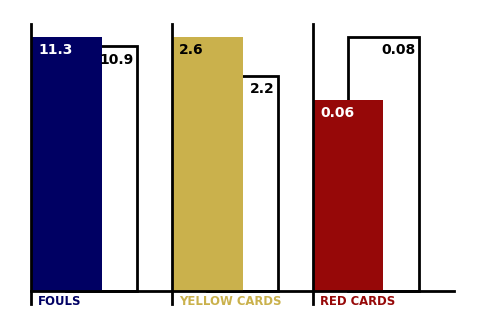 11.3
10.9
2.6
2.2
0.06
0.08
FOULS
YELLOW CARDS
RED CARDS